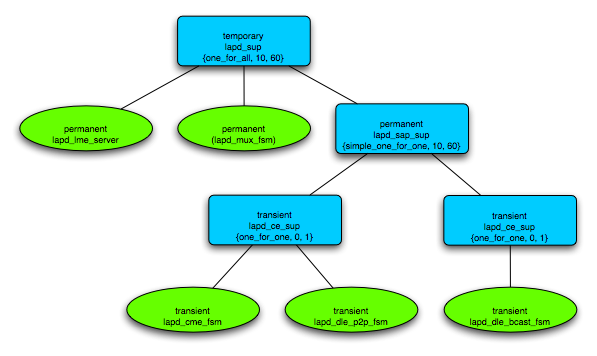 temporary
lapd_sup
{one_for_all, 10, 60}
permanent
lapd_lme_server
permanent
(lapd_mux_fsm)
permanent
lapd_sap_sup
{simple_one_for_one, 10, 60}
transient
lapd_ce_sup
{one_for_one, 0, 1}
transient
lapd_ce_sup
{one_for_one, 0, 1}
transient
lapd_cme_fsm
transient
lapd_dle_p2p_fsm
transient
lapd_dle_bcast_fsm